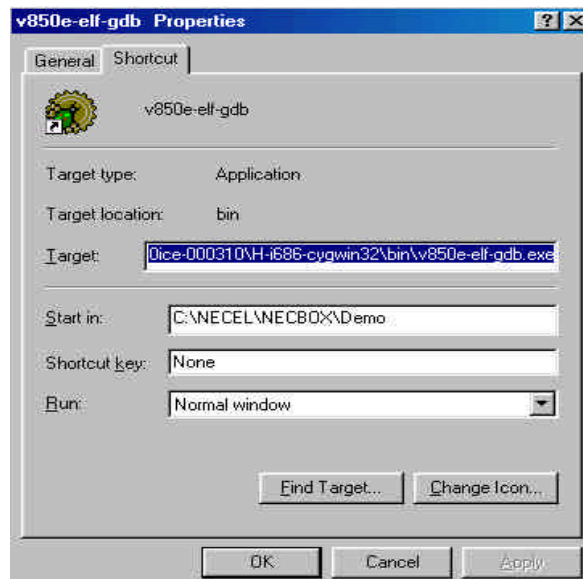 v850e-elf-gdb Properties
General Shortcut
v850e-elf-gdb
Target type: Application
Target location: bin
Target: 0ice-000310\H-i686-cygwin32\bin\v850e-elf-gdb.exe
Start in: C:\NECEL\NECBOX\Demo
Shortcut key: None
Run: Normal window
Find Target... Change Icon...
OK Cancel Apply